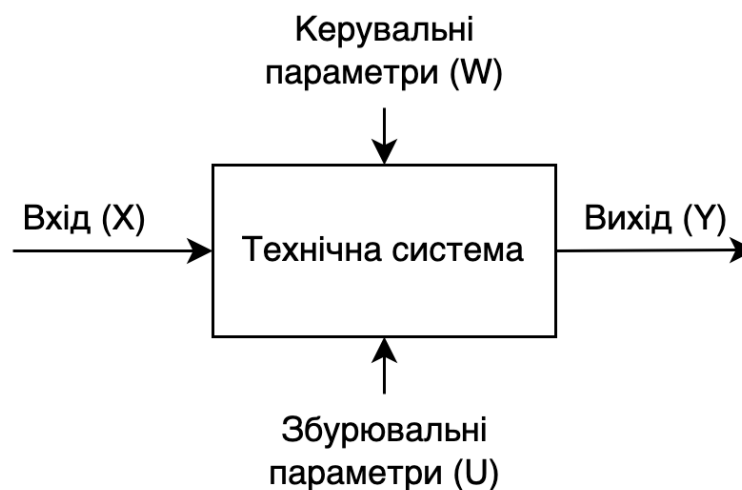 Керувальні
параметри (W)
Вхід (X)
Технічна система
Вихід (Y)
Збурювальні
параметри (U)